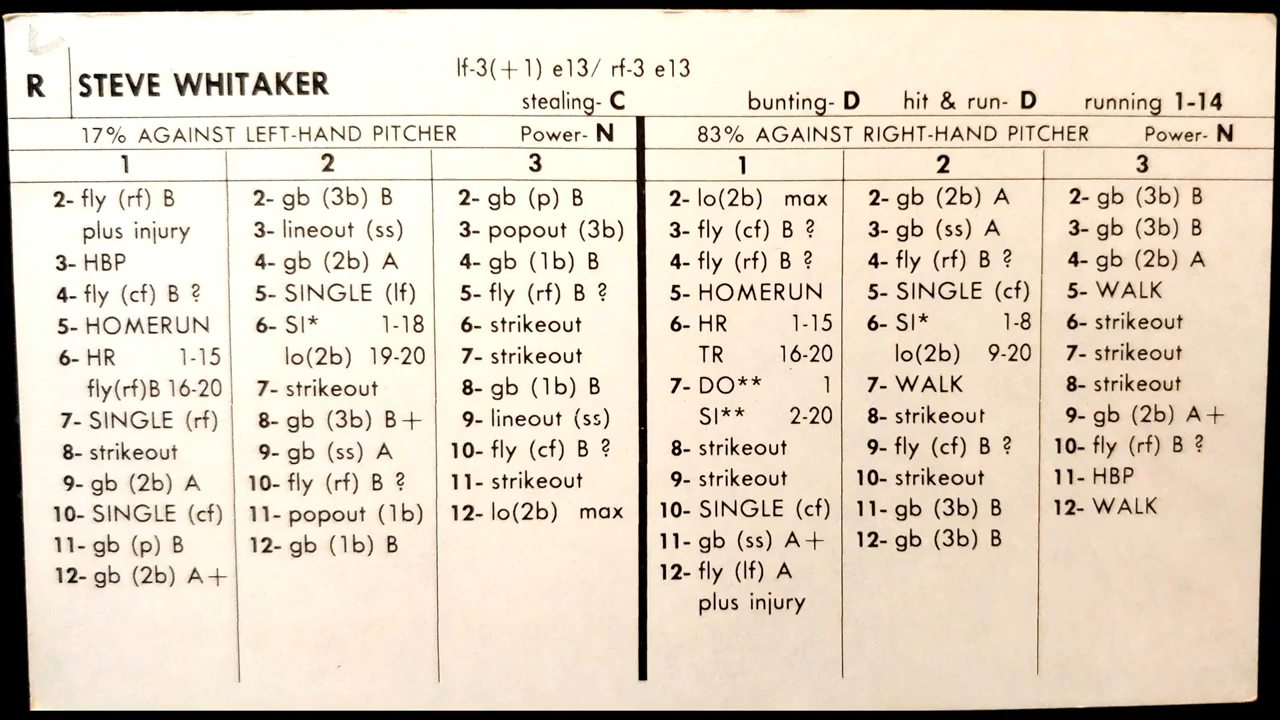 L
R STEVE WHITAKER
lf-3(+1) e13/ rf-3 e13
stealing- C bunting- D hit & run- D running 1-14
17% AGAINST LEFT-HAND PITCHER Power- N
1 2 3
2- fly (rf) B
plus injury
3- HBP
4- fly (cf) B ?
5- HOMERUN
6- HR 1-15
fly(rf)B 16-20
7- SINGLE (rf)
8- strikeout
9- gb (2b) A
10- SINGLE (cf)
11- gb (p) B
12- gb (2b) A+
2- gb (3b) B
3- lineout (ss)
4- gb (2b) A
5- SINGLE (lf)
6- SI* 1-18
lo(2b) 19-20
7- strikeout
8- gb (3b) B+
9- gb (ss) A
10- fly (rf) B ?
11- popout (1b)
12- gb (1b) B
2- gb (p) B
3- popout (3b)
4- gb (1b) B
5- fly (rf) B ?
6- strikeout
7- strikeout
8- gb (1b) B
9- lineout (ss)
10- fly (cf) B ?
11- strikeout
12- lo(2b) max
83% AGAINST RIGHT-HAND PITCHER Power- N
1 2 3
2- lo(2b) max
3- fly (cf) B ?
4- fly (rf) B ?
5- HOMERUN
6- HR 1-15
TR 16-20
7- DO** 1
SI** 2-20
8- strikeout
9- strikeout
10- SINGLE (cf)
11- gb (ss) A+
12- fly (lf) A
plus injury
2- gb (2b) A
3- gb (ss) A
4- fly (rf) B ?
5- SINGLE (cf)
6- SI* 1-8
lo(2b) 9-20
7- WALK
8- strikeout
9- fly (cf) B ?
10- strikeout
11- gb (3b) B
12- gb (3b) B
2- gb (3b) B
3- gb (3b) B
4- gb (2b) A
5- WALK
6- strikeout
7- strikeout
8- strikeout
9- gb (2b) A+
10- fly (rf) B ?
11- HBP
12- WALK